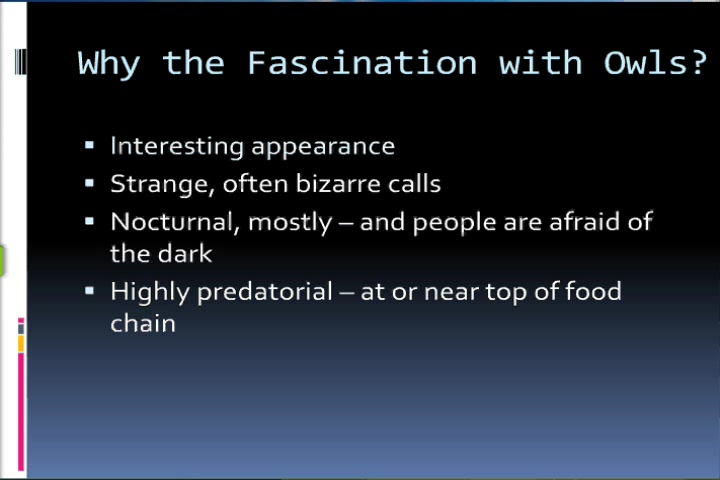 Why the Fascination with Owls?
▪ Interesting appearance
▪ Strange, often bizarre calls
▪ Nocturnal, mostly – and people are afraid of
the dark
▪ Highly predatorial – at or near top of food
chain